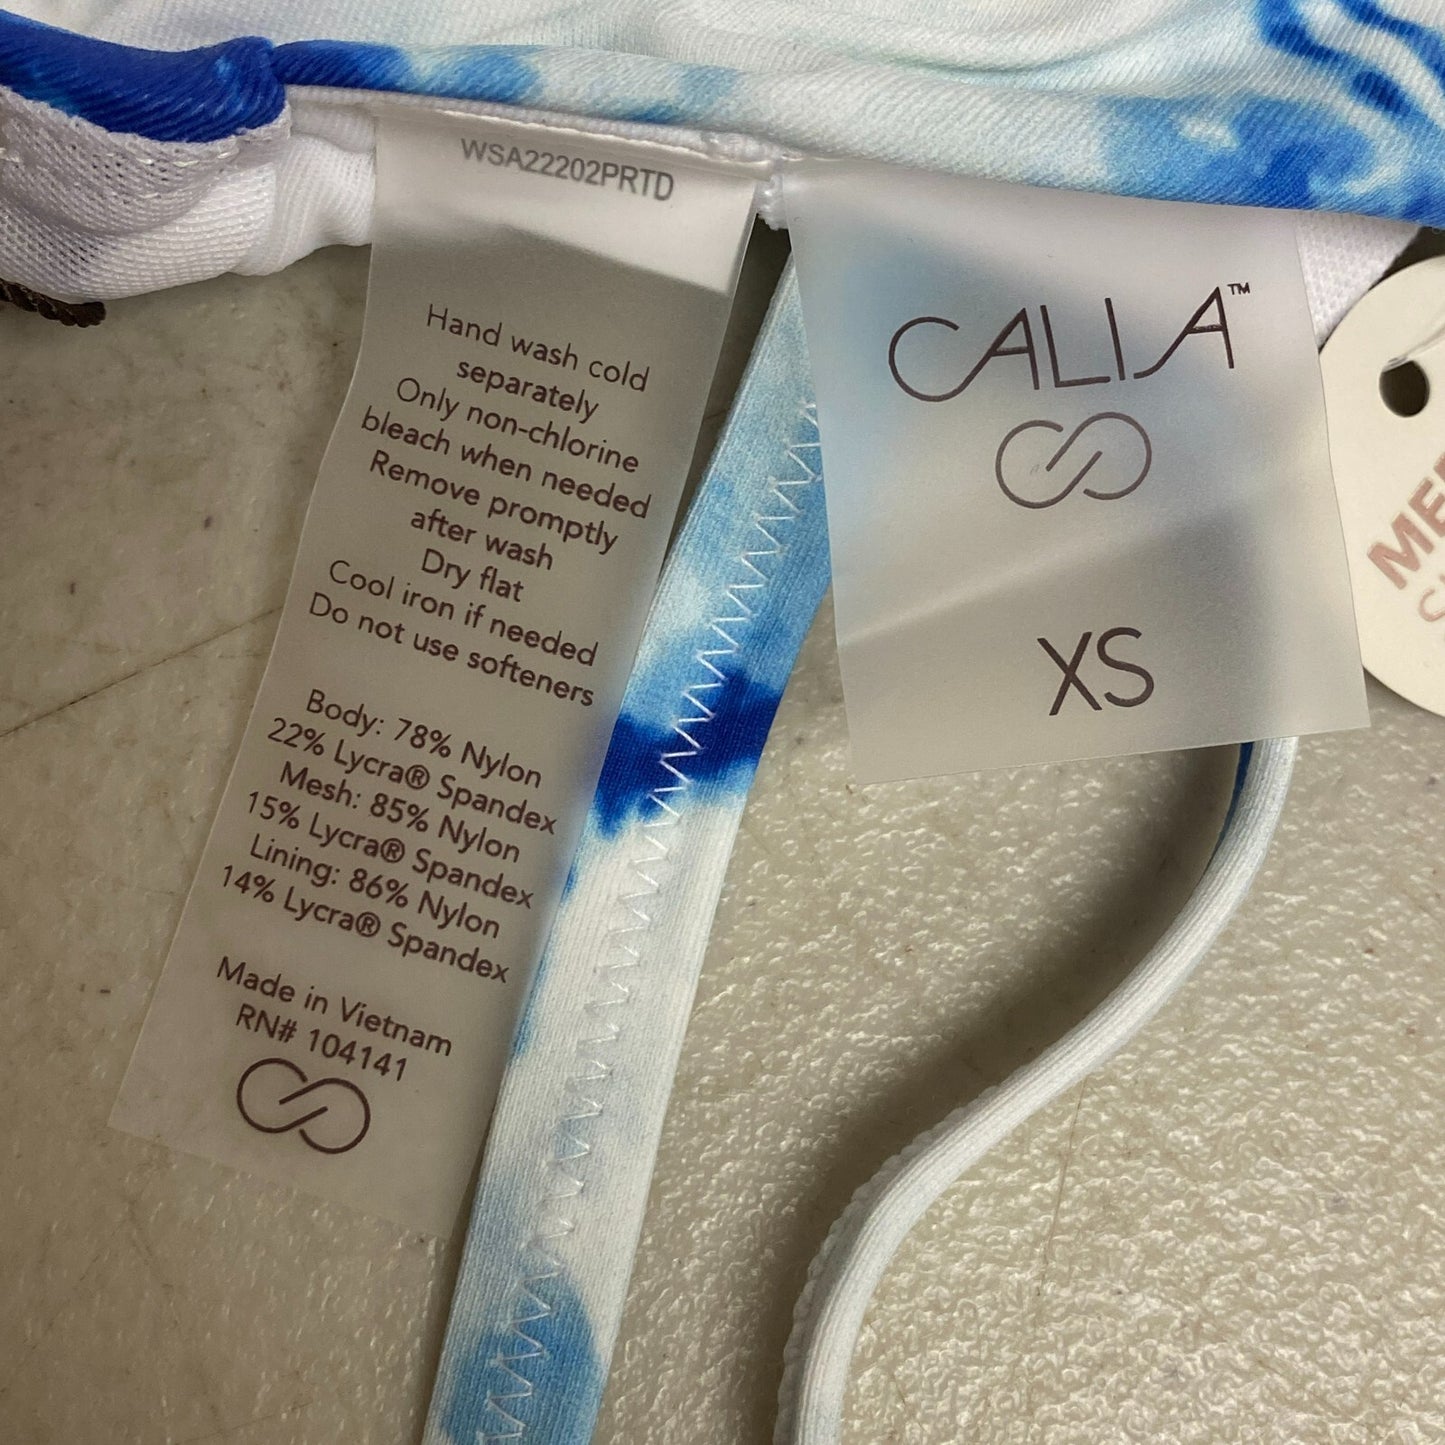 WSA22202PRTD
Hand wash cold
separately
Only non-chlorine
bleach when needed
Remove promptly
after wash
Dry flat
Cool iron if needed
Do not use softeners
Body: 78% Nylon
22% Lycra® Spandex
Mesh: 85% Nylon
15% Lycra® Spandex
Lining: 86% Nylon
14% Lycra® Spandex
Made in Vietnam
RN# 104141
CALIA™
XS